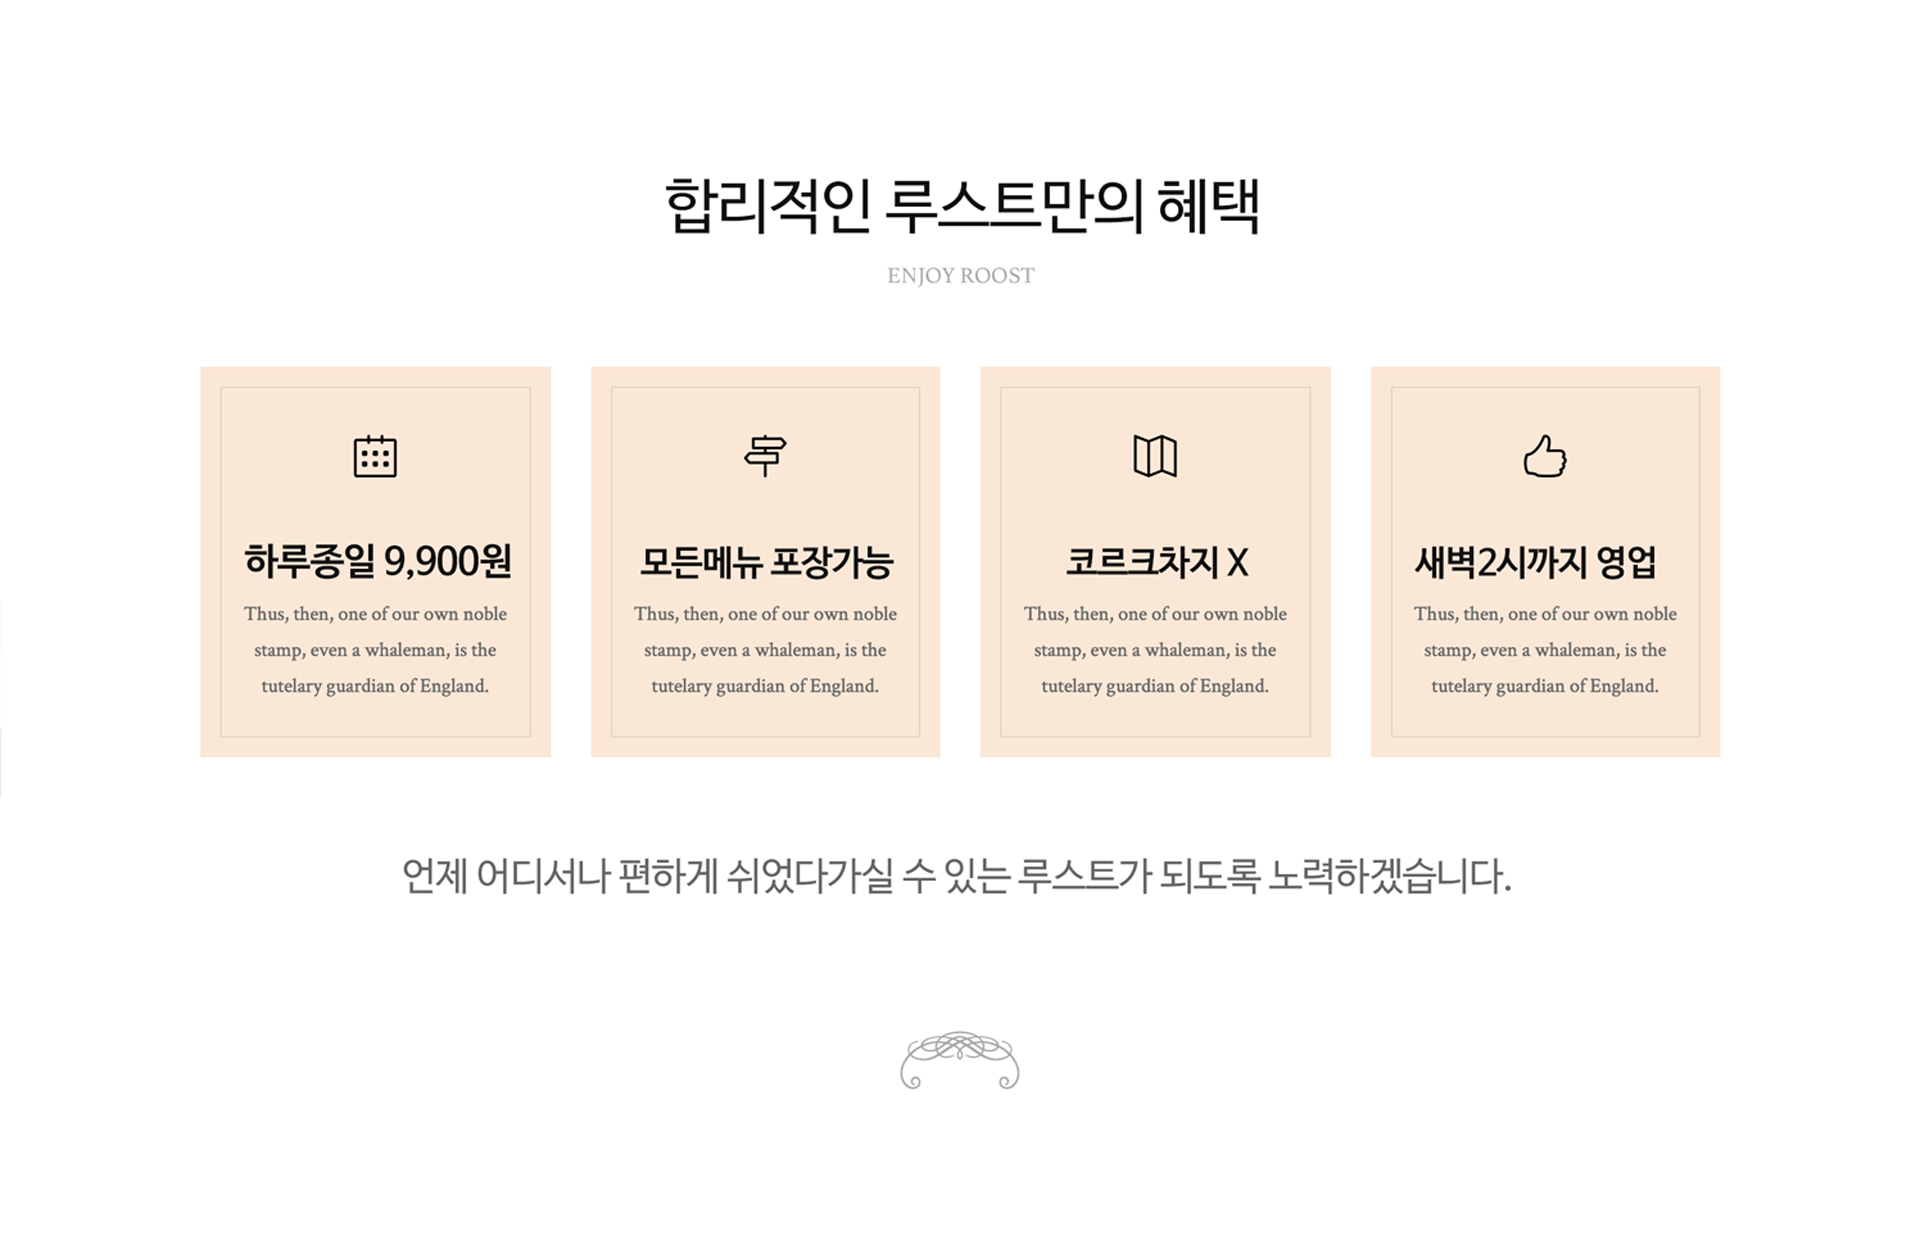 합리적인 루스트만의 혜택
ENJOY ROOST
하루종일 9,900원
Thus, then, one of our own noble
stamp, even a whaleman, is the
tutelary guardian of England.
모든메뉴 포장가능
Thus, then, one of our own noble
stamp, even a whaleman, is the
tutelary guardian of England.
코르크차지 X
Thus, then, one of our own noble
stamp, even a whaleman, is the
tutelary guardian of England.
새벽2시까지 영업
Thus, then, one of our own noble
stamp, even a whaleman, is the
tutelary guardian of England.
언제 어디서나 편하게 쉬었다가실 수 있는 루스트가 되도록 노력하겠습니다.